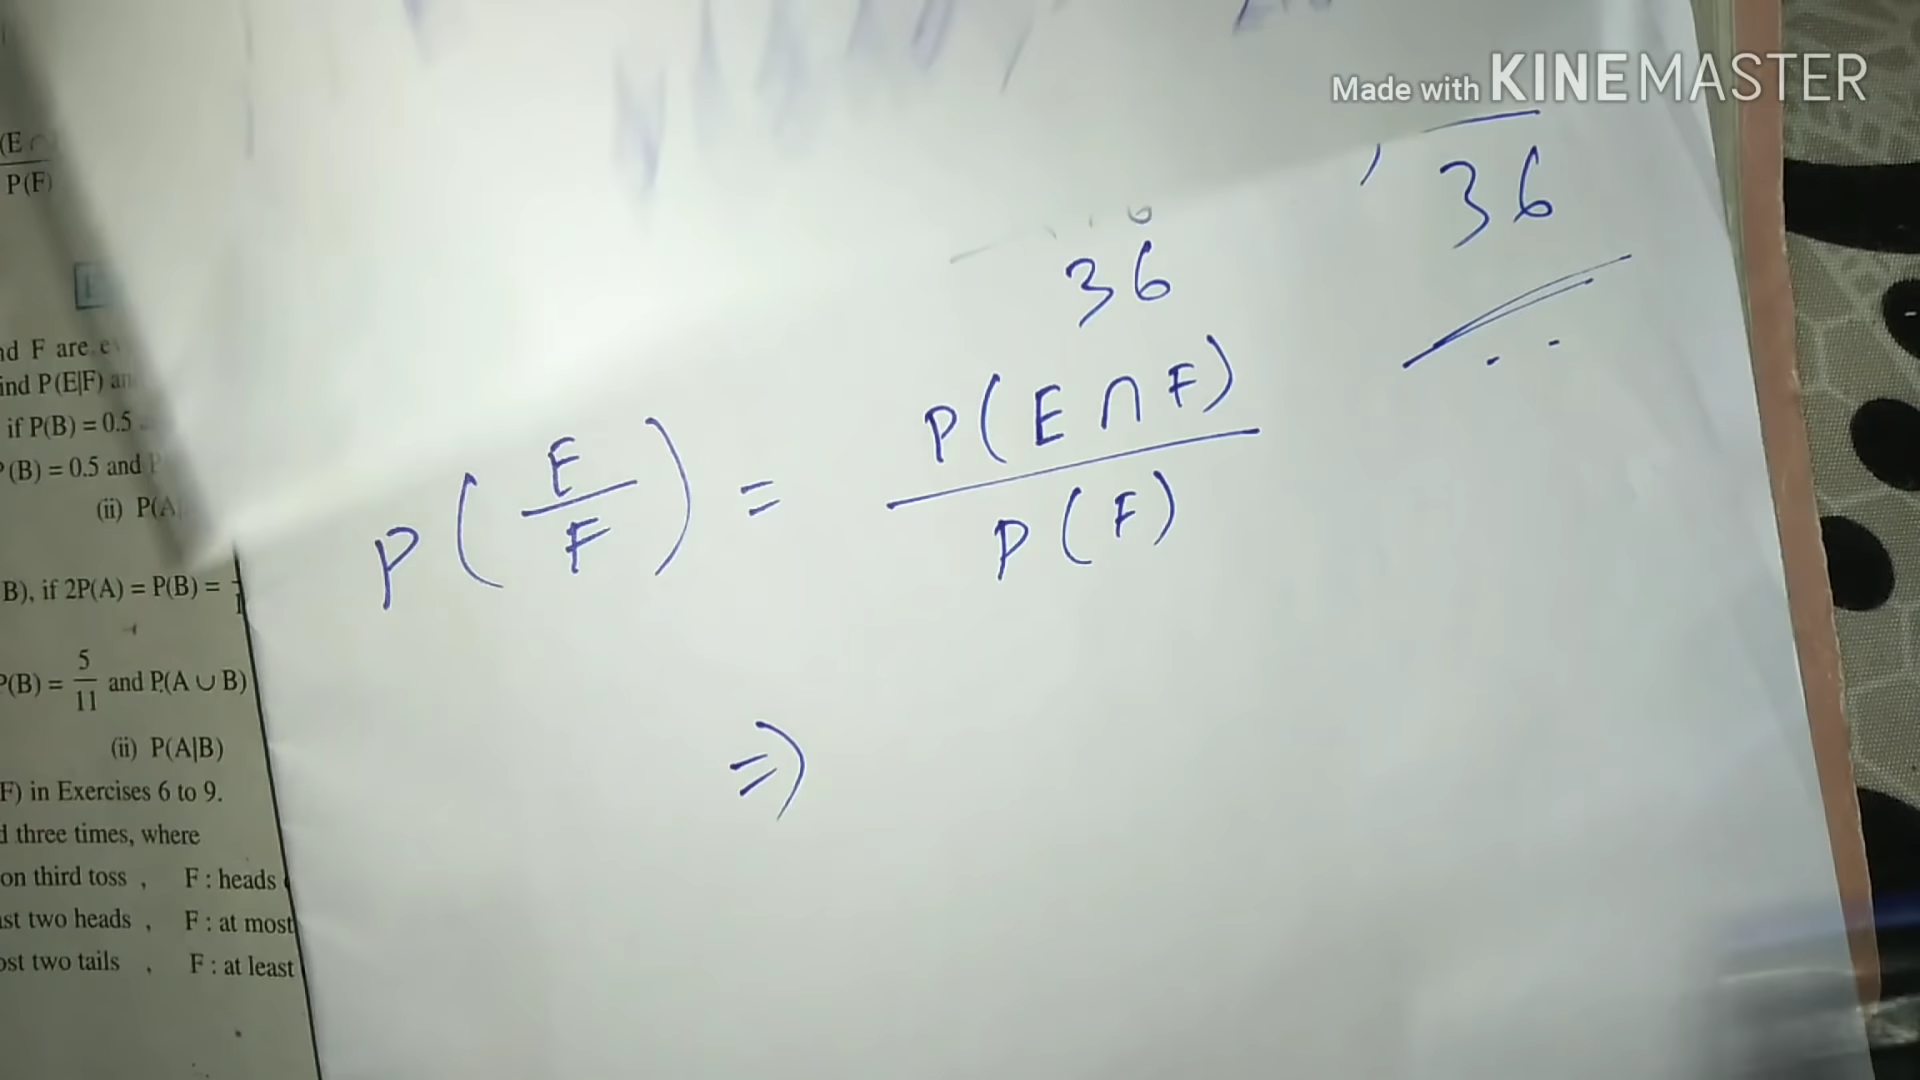 Made with KINEMASTER
36
36
P(E/F) = P(E∩F)/P(F)
⇒
(E ∩
P(F)
nd F are e
ind P(E|F) an
if P(B) = 0.5
P(B) = 0.5 and P
(ii) P(A|
B), if 2P(A) = P(B) =
P(B) = 5/11 and P(A ∪ B)
(ii) P(A|B)
F) in Exercises 6 to 9.
d three times, where
on third toss , F : heads
ast two heads , F : at most
ost two tails , F : at least